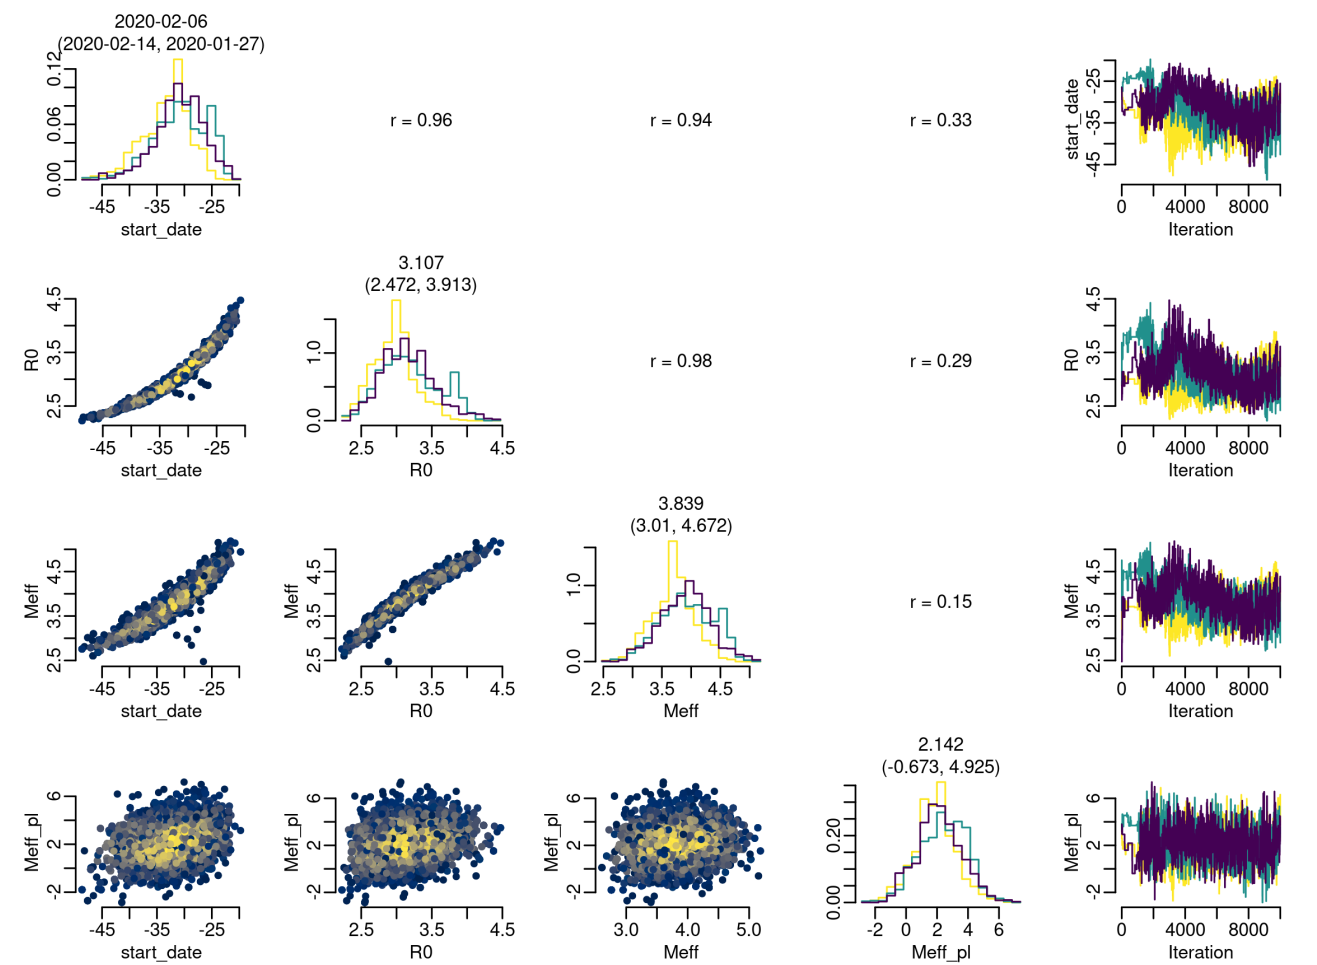 2020-02-06
(2020-02-14, 2020-01-27)
0.00 0.06 0.12
-45 -35 -25
start_date
r = 0.96
r = 0.94
r = 0.33
start_date
-45 -35 -25
0 4000 8000
Iteration
R0
2.5 3.5 4.5
-45 -35 -25
start_date
3.107
(2.472, 3.913)
0.0 1.0
2.5 3.5 4.5
R0
r = 0.98
r = 0.29
R0
2.5 3.5 4.5
0 4000 8000
Iteration
Meff
2.5 3.5 4.5
-45 -35 -25
start_date
Meff
2.5 3.5 4.5
2.5 3.5 4.5
R0
3.839
(3.01, 4.672)
0.0 1.0
2.5 3.5 4.5
Meff
r = 0.15
Meff
2.5 3.5 4.5
0 4000 8000
Iteration
Meff_pl
-2 2 6
-45 -35 -25
start_date
Meff_pl
-2 2 6
2.5 3.5 4.5
R0
Meff_pl
-2 2 6
3.0 4.0 5.0
Meff
2.142
(-0.673, 4.925)
0.00 0.20
-2 0 2 4 6
Meff_pl
Meff_pl
-2 2 6
0 4000 8000
Iteration